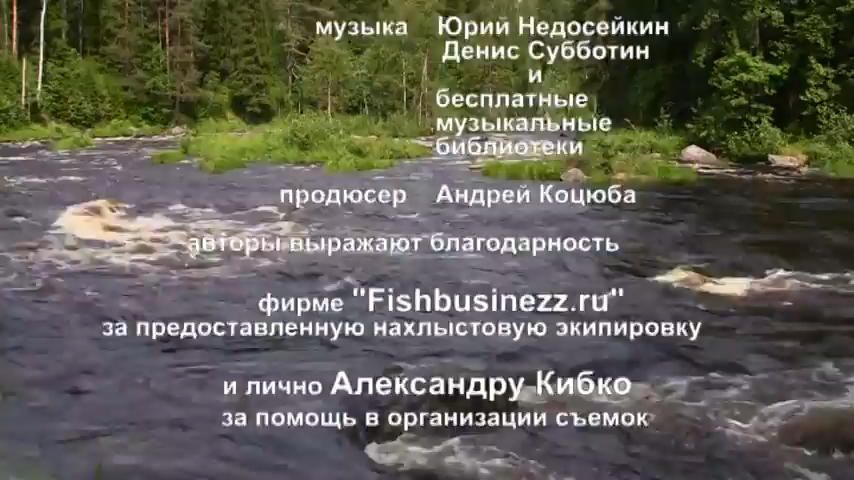 музыка Юрий Недосейкин
Денис Субботин
и
бесплатные
музыкальные
библиотеки
продюсер Андрей Коцюба
авторы выражают благодарность
фирме "Fishbusinezz.ru"
за предоставленную нахлыстовую экипировку
и лично Александру Кибко
за помощь в организации съемок